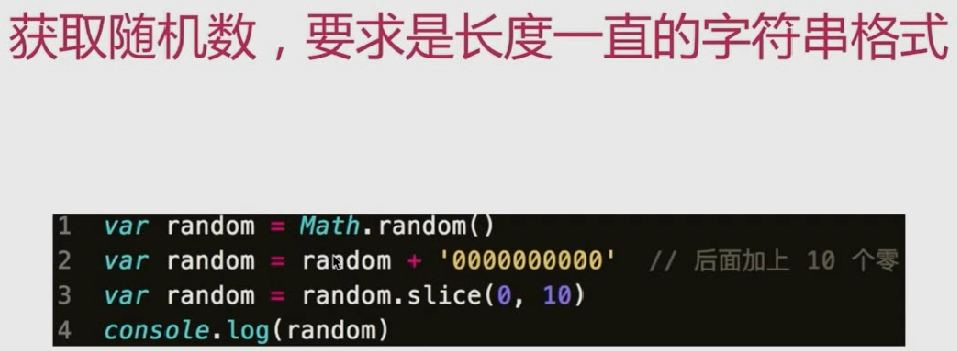 获取随机数，要求是长度一直的字符串格式
1 var random = Math.random()
2 var random = random + '0000000000' // 后面加上 10 个零
3 var random = random.slice(0, 10)
4 console.log(random)